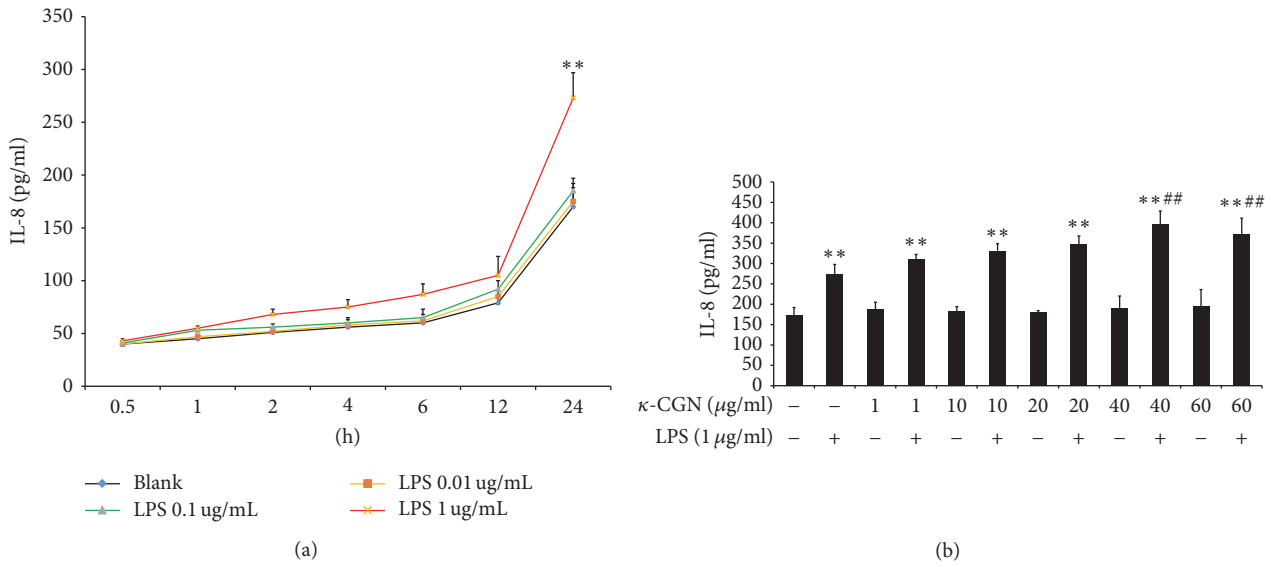 350
300
250
200
150
100
50
0
IL-8 (pg/ml)
**
0.5 1 2 4 6 12 24
(h)
Blank
LPS 0.01 ug/mL
LPS 0.1 ug/mL
LPS 1 ug/mL
(a)
500
450
400
350
300
250
200
150
100
50
0
IL-8 (pg/ml)
** ** ** ** **## **##
κ-CGN (μg/ml) − − 1 1 10 10 20 20 40 40 60 60
LPS (1 μg/ml) − + − + − + − + − + − +
(b)